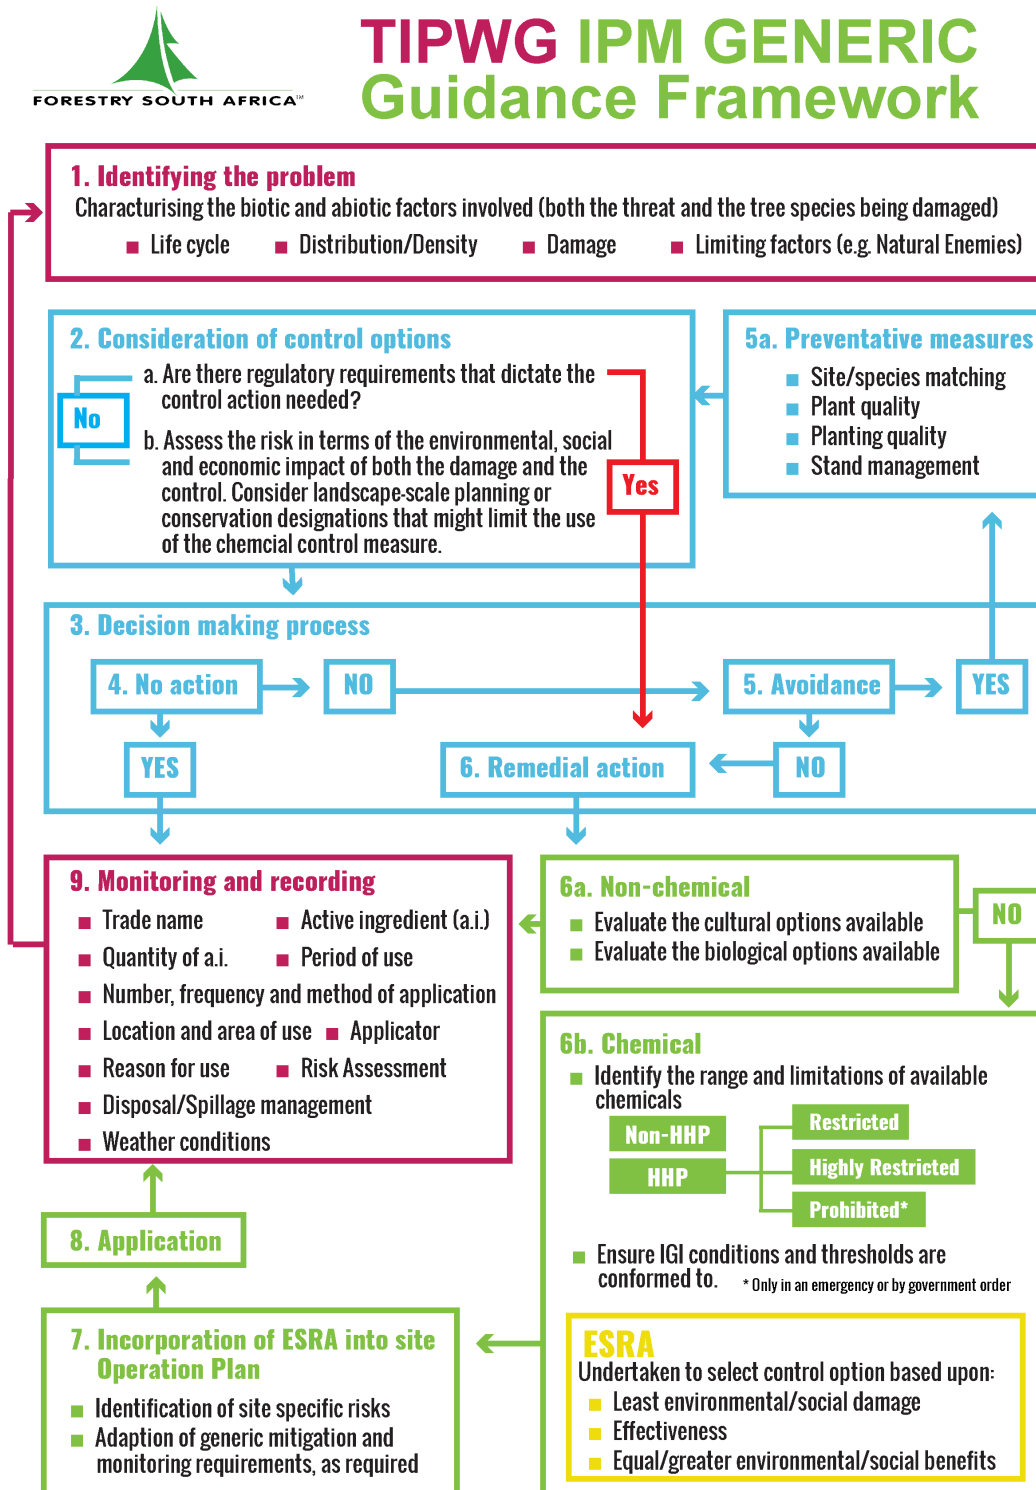 FORESTRY SOUTH AFRICA™
TIPWG IPM GENERIC
Guidance Framework
1. Identifying the problem
Characturising the biotic and abiotic factors involved (both the threat and the tree species being damaged)
Life cycle
Distribution/Density
Damage
Limiting factors (e.g. Natural Enemies)
2. Consideration of control options
a. Are there regulatory requirements that dictate the
control action needed?
No
b. Assess the risk in terms of the environmental, social
and economic impact of both the damage and the
control. Consider landscape-scale planning or
conservation designations that might limit the use
of the chemcial control measure.
Yes
5a. Preventative measures
Site/species matching
Plant quality
Planting quality
Stand management
3. Decision making process
4. No action
NO
5. Avoidance
YES
YES
6. Remedial action
NO
9. Monitoring and recording
Trade name
Active ingredient (a.i.)
Quantity of a.i.
Period of use
Number, frequency and method of application
Location and area of use
Applicator
Reason for use
Risk Assessment
Disposal/Spillage management
Weather conditions
6a. Non-chemical
Evaluate the cultural options available
Evaluate the biological options available
NO
6b. Chemical
Identify the range and limitations of available
chemicals
Non-HHP
HHP
Restricted
Highly Restricted
Prohibited*
Ensure IGI conditions and thresholds are
conformed to.
* Only in an emergency or by government order
ESRA
Undertaken to select control option based upon:
Least environmental/social damage
Effectiveness
Equal/greater environmental/social benefits
8. Application
7. Incorporation of ESRA into site
Operation Plan
Identification of site specific risks
Adaption of generic mitigation and
monitoring requirements, as required